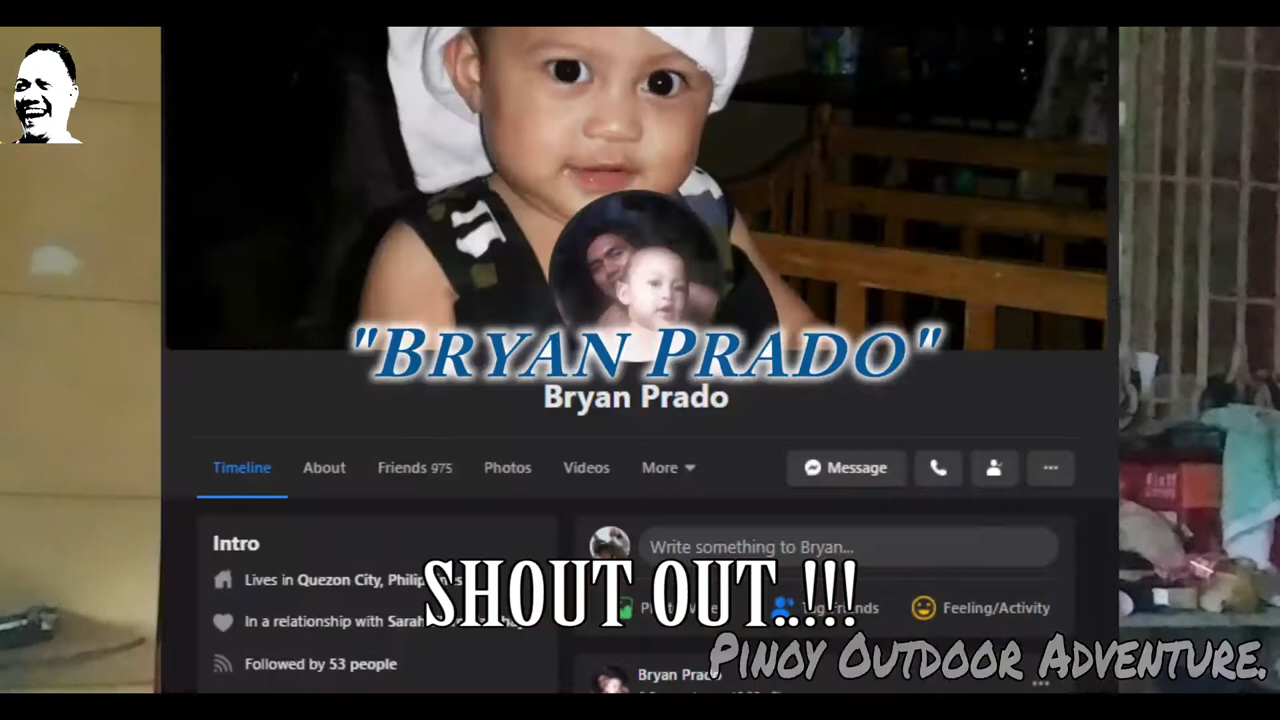 "BRYAN PRADO"
Bryan Prado
Timeline About Friends 975 Photos Videos More Message
Intro
Write something to Bryan...
Lives in Quezon City,
SHOUT OUT..!!!
Feeling/Activity
In a relationship with Sarah
Followed by 53 people
PINOY OUTDOOR ADVENTURE.
Bryan Prado